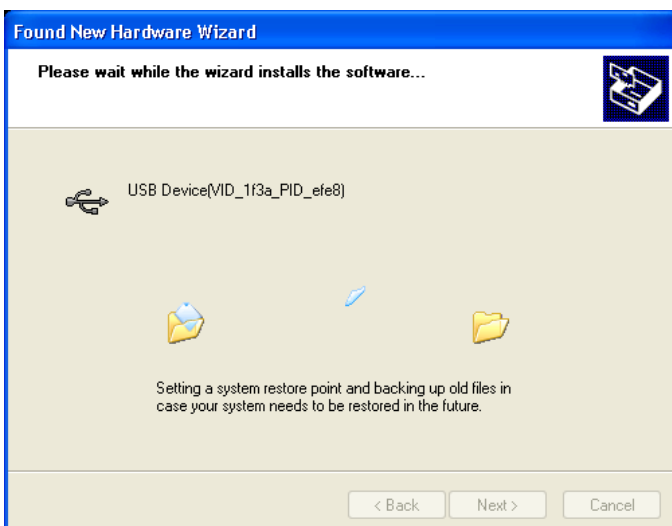 Found New Hardware Wizard
Please wait while the wizard installs the software...
USB Device(VID_1f3a_PID_efe8)
Setting a system restore point and backing up old files in
case your system needs to be restored in the future.
< Back Next > Cancel